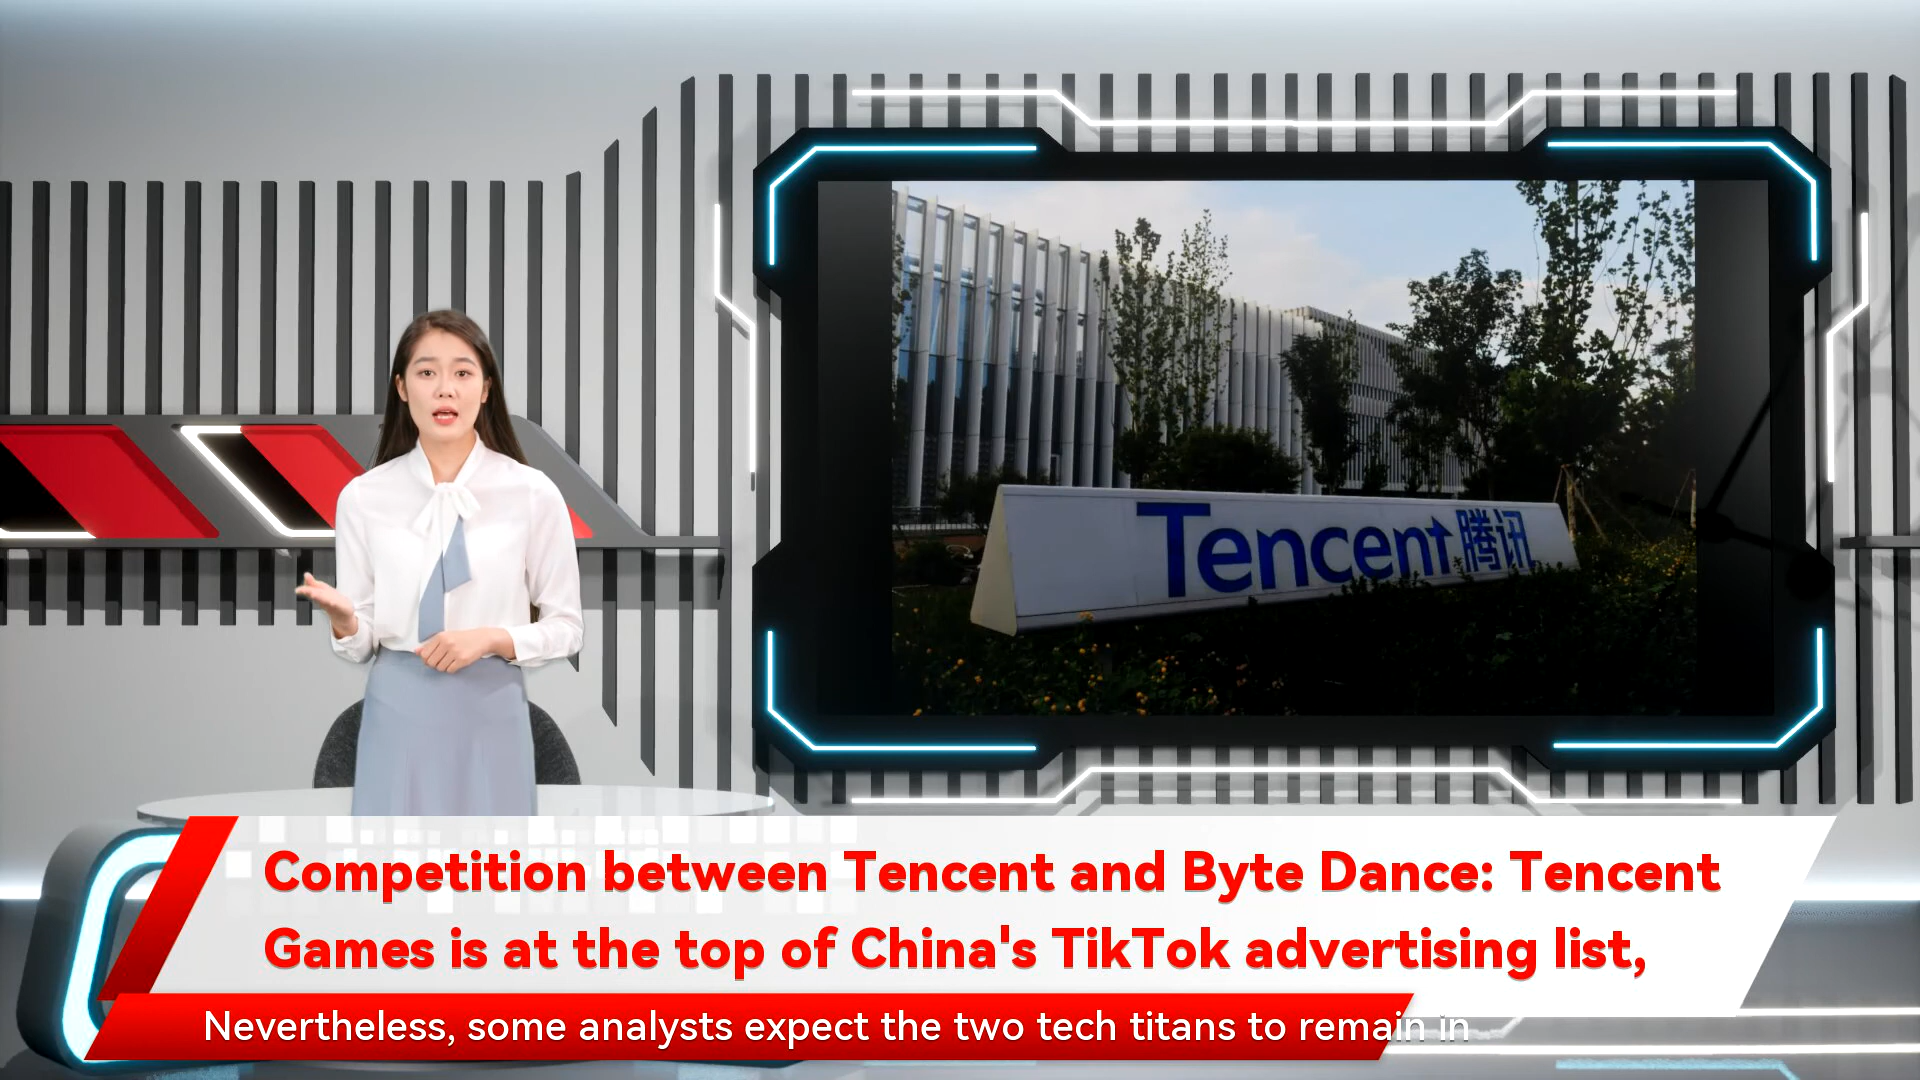 Tencent 腾讯
Competition between Tencent and Byte Dance: Tencent
Games is at the top of China's TikTok advertising list,
Nevertheless, some analysts expect the two tech titans to remain in